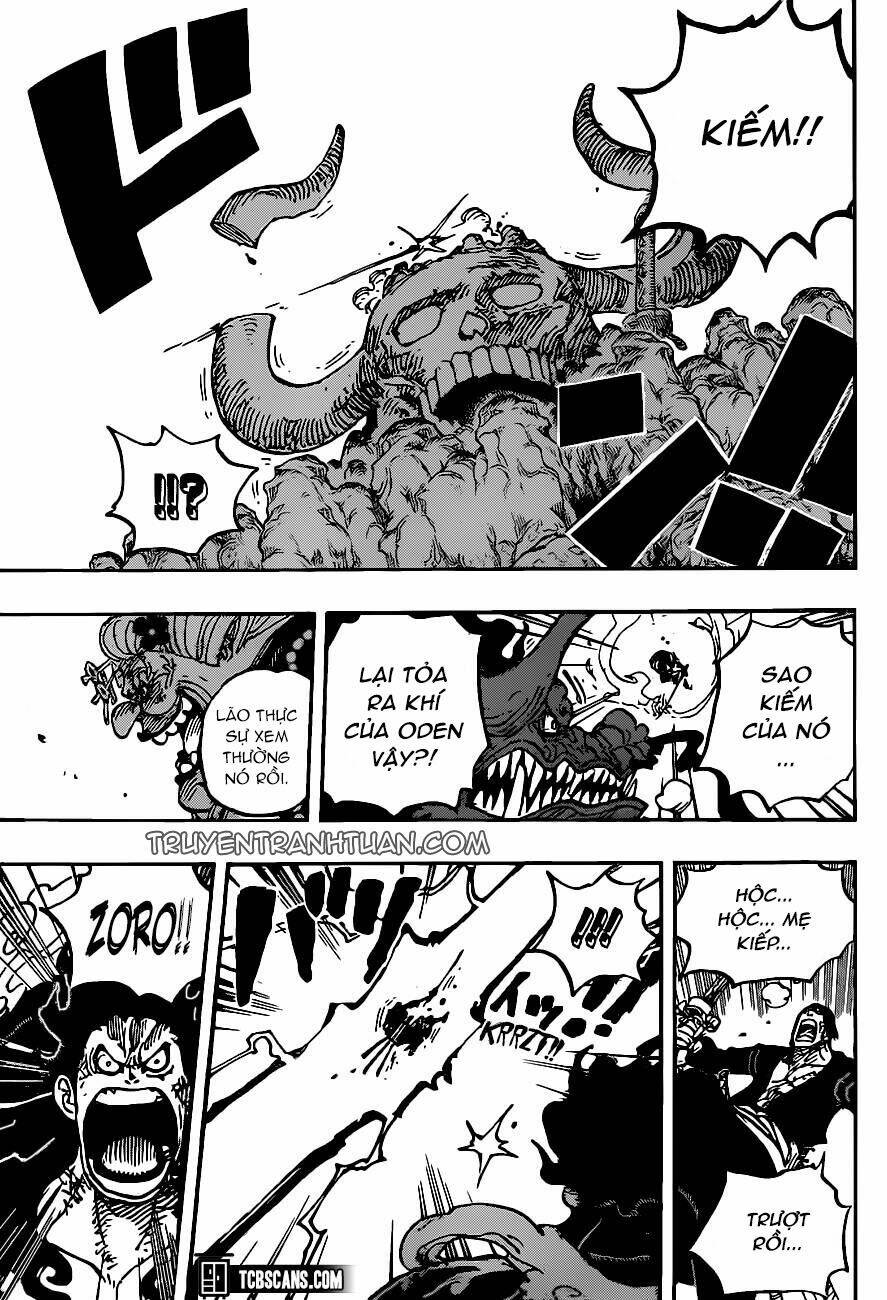 ドド
KIẾM!!
!!?
SAO
KIẾM
CỦA NÓ
...
LẠI TỎA
RA KHÍ
CỦA ODEN
VẬY?!
LÃO THỰC
SỰ XEM
THƯỜNG
NÓ RỒI.
TRUYENTRANHTUAN.COM
HỘC...
HỘC... MẸ
KIẾP...
TRƯỢT
RỒI...
!!!
KRRZT!!
ZORO!!
TCBSCANS.COM